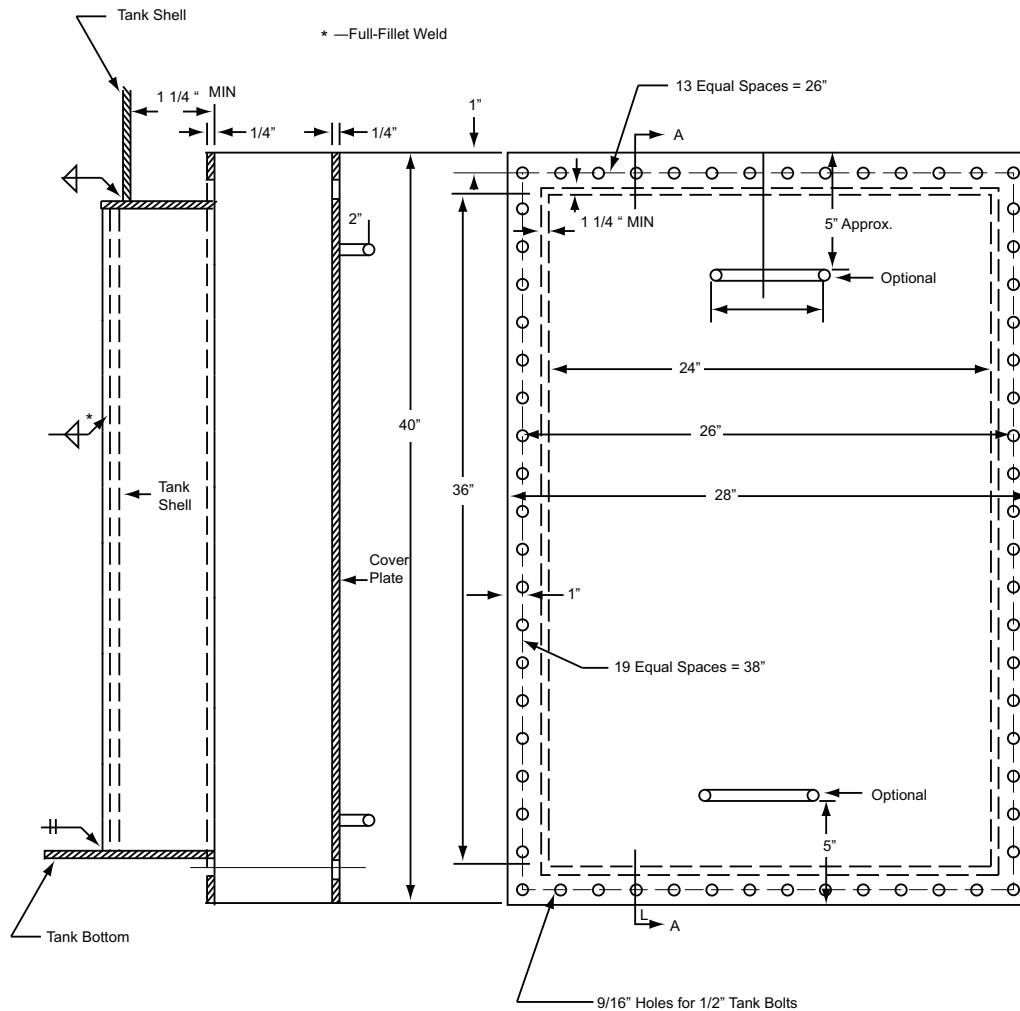 Tank Shell
* —Full-Fillet Weld
1 1/4 “ MIN
13 Equal Spaces = 26”
1”
A
1/4”
1/4”
2”
1 1/4 “ MIN
5” Approx.
Optional
24”
*
40”
26”
Tank
Shell
36”
28”
Cover
Plate
1”
19 Equal Spaces = 38”
Optional
5”
L
A
Tank Bottom
9/16” Holes for 1/2” Tank Bolts